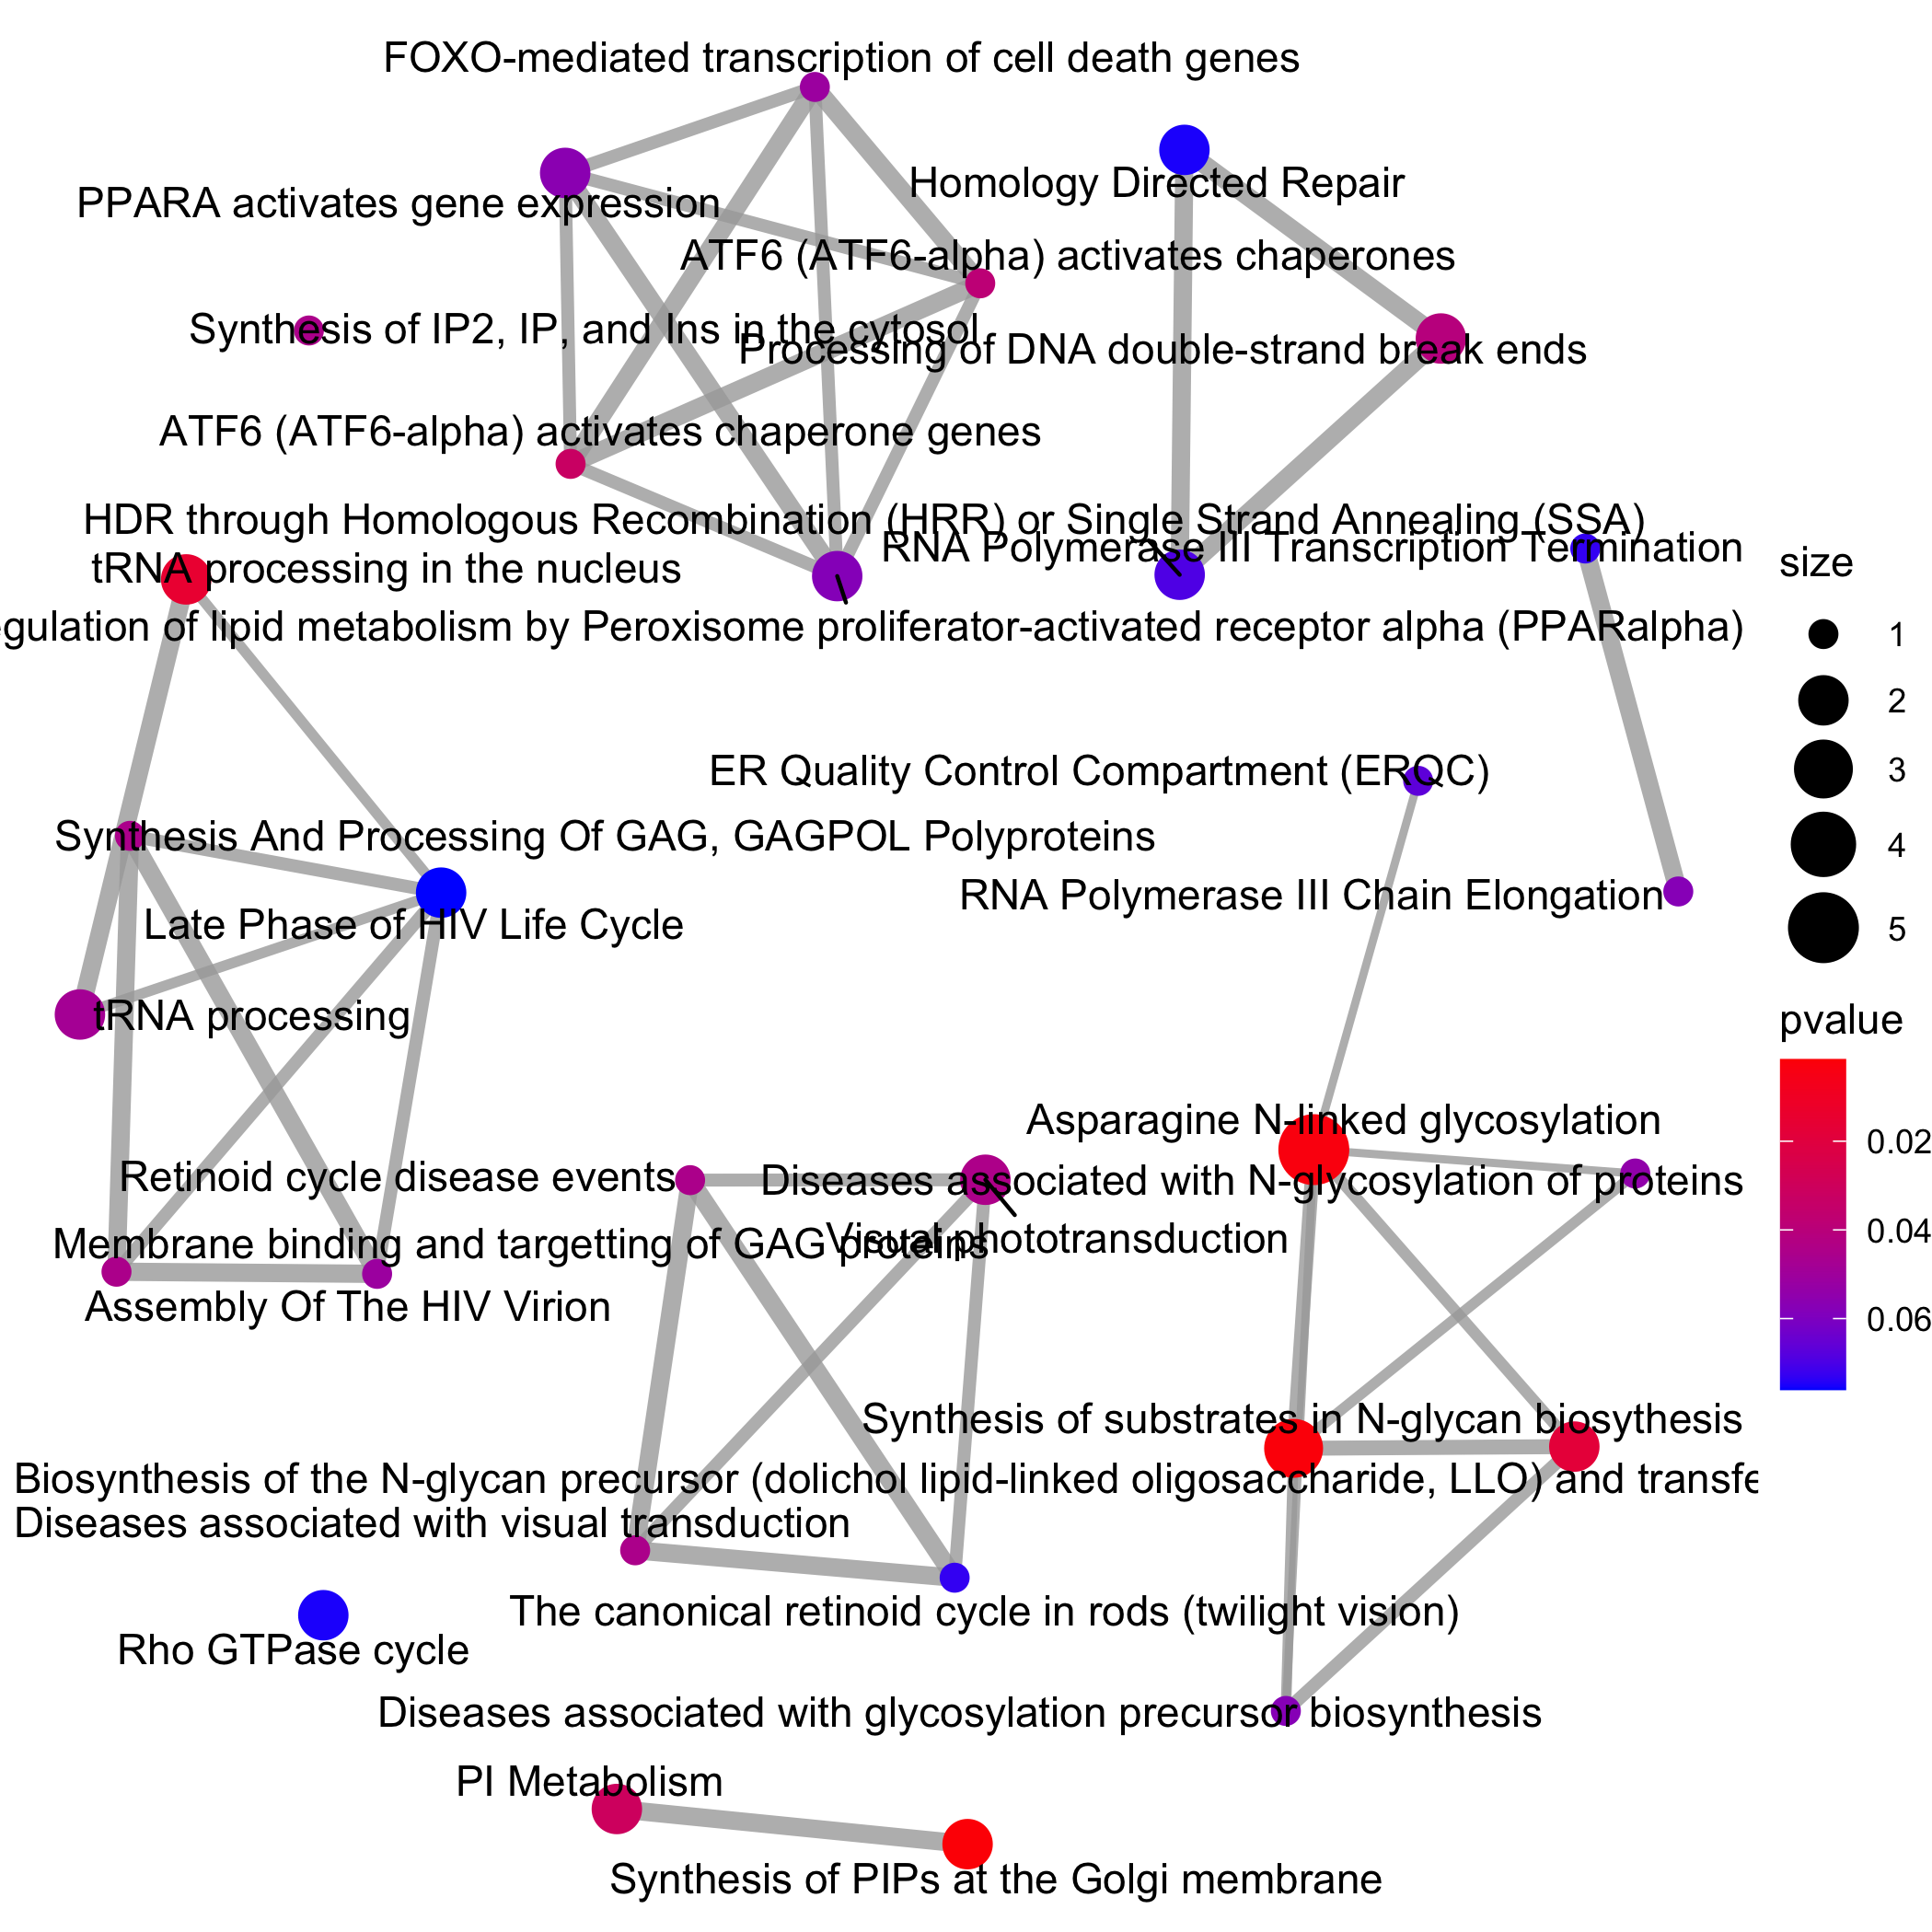 FOXO-mediated transcription of cell death genes
Homology Directed Repair
PPARA activates gene expression
ATF6 (ATF6-alpha) activates chaperones
Synthesis of IP2, IP, and Ins in the cytosol
Processing of DNA double-strand break ends
ATF6 (ATF6-alpha) activates chaperone genes
HDR through Homologous Recombination (HRR) or Single Strand Annealing (SSA)
RNA Polymerase III Transcription Termination
tRNA processing in the nucleus
egulation of lipid metabolism by Peroxisome proliferator-activated receptor alpha (PPARalpha)
ER Quality Control Compartment (ERQC)
Synthesis And Processing Of GAG, GAGPOL Polyproteins
RNA Polymerase III Chain Elongation
Late Phase of HIV Life Cycle
tRNA processing
Asparagine N-linked glycosylation
Retinoid cycle disease events
Diseases associated with N-glycosylation of proteins
Membrane binding and targetting of GAG proteins
Visual phototransduction
Assembly Of The HIV Virion
Synthesis of substrates in N-glycan biosythesis
Biosynthesis of the N-glycan precursor (dolichol lipid-linked oligosaccharide, LLO) and transfe
Diseases associated with visual transduction
The canonical retinoid cycle in rods (twilight vision)
Rho GTPase cycle
Diseases associated with glycosylation precursor biosynthesis
PI Metabolism
Synthesis of PIPs at the Golgi membrane
size
1
2
3
4
5
pvalue
0.02
0.04
0.06